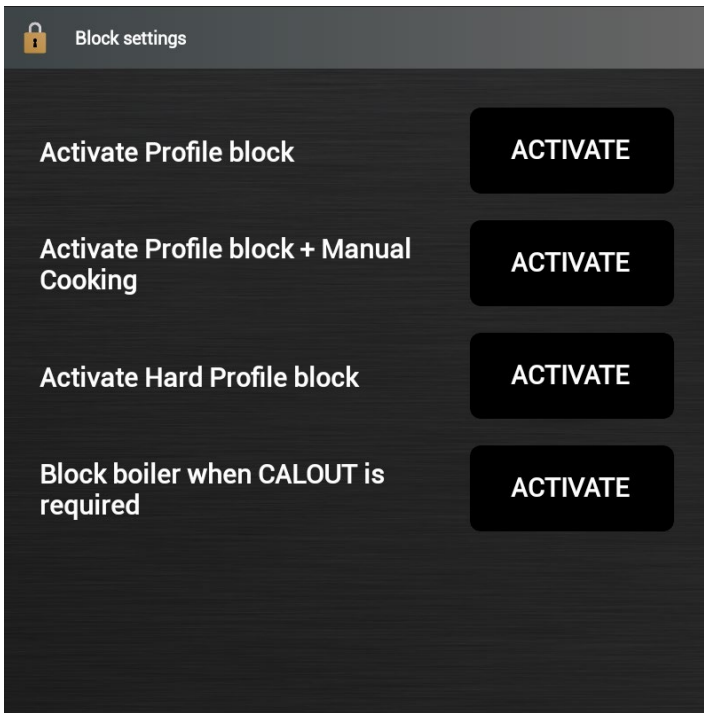 Block settings
Activate Profile block
ACTIVATE
Activate Profile block + Manual
Cooking
ACTIVATE
Activate Hard Profile block
ACTIVATE
Block boiler when CALOUT is
required
ACTIVATE